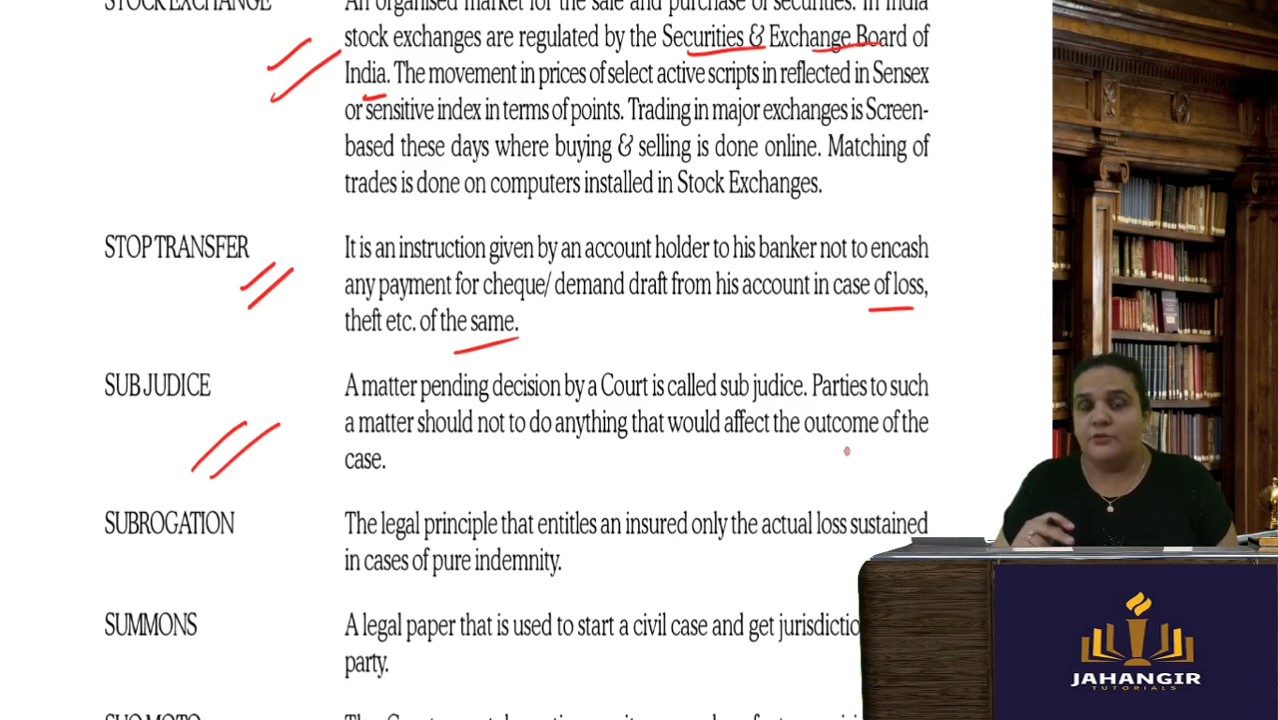 STOCK EXCHANGE An organised market for the sale and purchase of securities. In India
stock exchanges are regulated by the Securities & Exchange Board of
India. The movement in prices of select active scripts in reflected in Sensex
or sensitive index in terms of points. Trading in major exchanges is Screen-
based these days where buying & selling is done online. Matching of
trades is done on computers installed in Stock Exchanges.
STOP TRANSFER It is an instruction given by an account holder to his banker not to encash
any payment for cheque/ demand draft from his account in case of loss,
theft etc. of the same.
SUB JUDICE A matter pending decision by a Court is called sub judice. Parties to such
a matter should not to do anything that would affect the outcome of the
case.
SUBROGATION The legal principle that entitles an insured only the actual loss sustained
in cases of pure indemnity.
SUMMONS A legal paper that is used to start a civil case and get jurisdictio
party.
SUO MOTO The Court
JAHANGIR
TUTORIALS